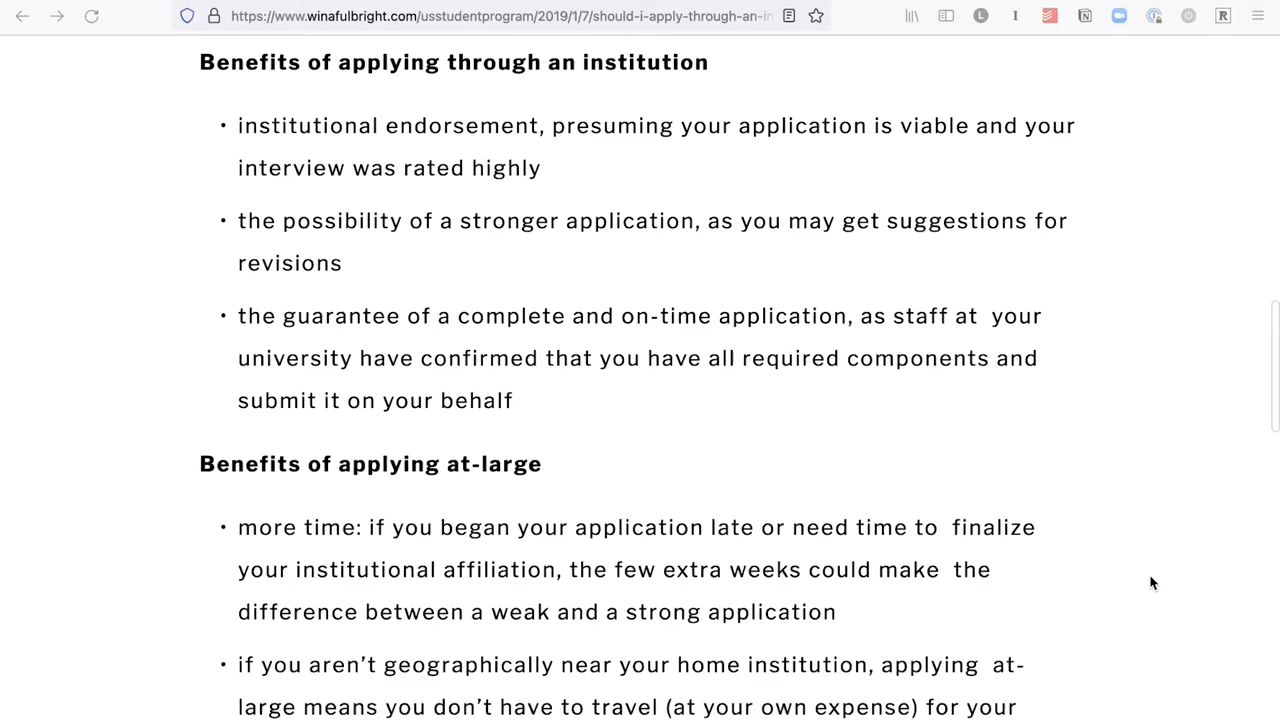 https://www.winafulbright.com/usstudentprogram/2019/1/7/should-i-apply-through-an-in
Benefits of applying through an institution
• institutional endorsement, presuming your application is viable and your
interview was rated highly
• the possibility of a stronger application, as you may get suggestions for
revisions
• the guarantee of a complete and on-time application, as staff at your
university have confirmed that you have all required components and
submit it on your behalf
Benefits of applying at-large
• more time: if you began your application late or need time to finalize
your institutional affiliation, the few extra weeks could make the
difference between a weak and a strong application
• if you aren’t geographically near your home institution, applying at-
large means you don’t have to travel (at your own expense) for your